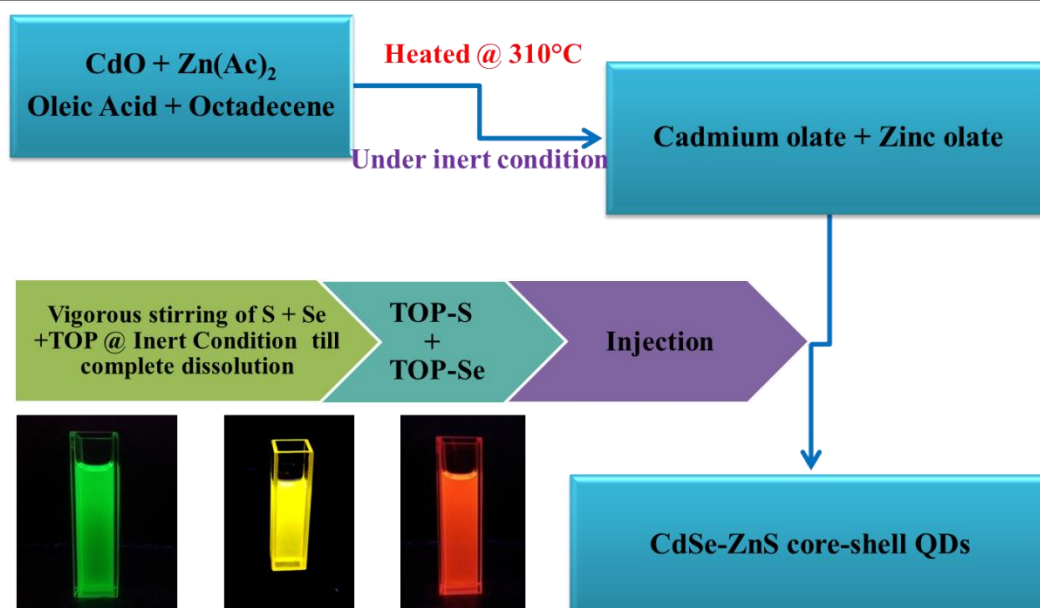 CdO + Zn(Ac)₂
Oleic Acid + Octadecene
Heated @ 310°C
Under inert condition
Cadmium olate + Zinc olate
Vigorous stirring of S + Se
+TOP @ Inert Condition till
complete dissolution
TOP-S
+
TOP-Se
Injection
CdSe-ZnS core-shell QDs